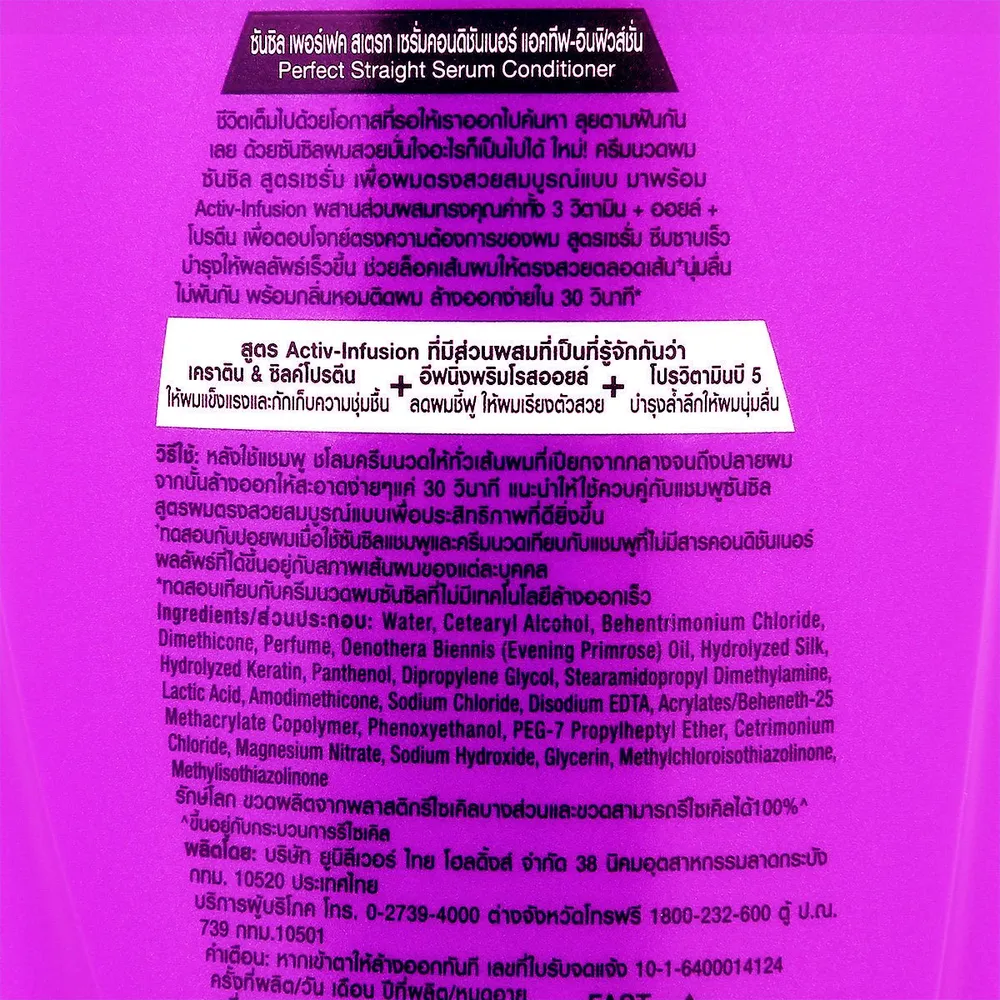 ซันซิล เพอร์เฟค สเตรท เซรั่มคอนดิชันเนอร์ แอคทีฟ-อินฟิวส์ชั่น
Perfect Straight Serum Conditioner
ชีวิตเต็มไปด้วยโอกาสที่รอให้เราออกไปค้นหา ลุยตามฝันกัน
เลย ด้วยซันซิลผมสวยมั่นใจอะไรก็เป็นไปได้ ใหม่! ครีมนวดผม
ซันซิล สูตรเซรั่ม เพื่อผมตรงสวยสมบูรณ์แบบ มาพร้อม
Activ-Infusion ผสานส่วนผสมทรงคุณค่าทั้ง 3 วิตามิน + ออยล์ +
โปรตีน เพื่อตอบโจทย์ตรงความต้องการของผม สูตรเซรั่ม ซึมซาบเร็ว
บำรุงให้ผลลัพธ์เร็วขึ้น ช่วยล็อคเส้นผมให้ตรงสวยตลอดเส้น⁺นุ่มลื่น
ไม่พันกัน พร้อมกลิ่นหอมติดผม ล้างออกง่ายใน 30 วินาที*
สูตร Activ-Infusion ที่มีส่วนผสมที่เป็นที่รู้จักกันว่า
เคราติน & ซิลค์โปรตีน + อีฟนิ่งพริมโรสออยล์ + โปรวิตามินบี 5
ให้ผมแข็งแรงและกักเก็บความชุ่มชื้น ลดผมชี้ฟู ให้ผมเรียงตัวสวย บำรุงล้ำลึกให้ผมนุ่มลื่น
วิธีใช้: หลังใช้แชมพู ชโลมครีมนวดให้ทั่วเส้นผมที่เปียกจากกลางจนถึงปลายผม
จากนั้นล้างออกให้สะอาดง่ายๆแค่ 30 วินาที แนะนำให้ใช้ควบคู่กับแชมพูซันซิล
สูตรผมตรงสวยสมบูรณ์แบบเพื่อประสิทธิภาพที่ดียิ่งขึ้น
⁺ทดสอบกับปอยผมเมื่อใช้ซันซิลแชมพูและครีมนวดเทียบกับแชมพูที่ไม่มีสารคอนดิชันเนอร์
ผลลัพธ์ที่ได้ขึ้นอยู่กับสภาพเส้นผมของแต่ละบุคคล
*ทดสอบเทียบกับครีมนวดผมซันซิลที่ไม่มีเทคโนโลยีล้างออกเร็ว
Ingredients/ส่วนประกอบ: Water, Cetearyl Alcohol, Behentrimonium Chloride,
Dimethicone, Perfume, Oenothera Biennis (Evening Primrose) Oil, Hydrolyzed Silk,
Hydrolyzed Keratin, Panthenol, Dipropylene Glycol, Stearamidopropyl Dimethylamine,
Lactic Acid, Amodimethicone, Sodium Chloride, Disodium EDTA, Acrylates/Beheneth-25
Methacrylate Copolymer, Phenoxyethanol, PEG-7 Propylheptyl Ether, Cetrimonium
Chloride, Magnesium Nitrate, Sodium Hydroxide, Glycerin, Methylchloroisothiazolinone,
Methylisothiazolinone
รักษ์โลก ขวดผลิตจากพลาสติกรีไซเคิลบางส่วนและขวดสามารถรีไซเคิลได้100%^
^ขึ้นอยู่กับกระบวนการรีไซเคิล
ผลิตโดย: บริษัท ยูนิลีเวอร์ ไทย โฮลดิ้งส์ จำกัด 38 นิคมอุตสาหกรรมลาดกระบัง
กทม. 10520 ประเทศไทย
บริการผู้บริโภค โทร. 0-2739-4000 ต่างจังหวัดโทรฟรี 1800-232-600 ตู้ ป.ณ.
739 กทม.10501
คำเตือน: หากเข้าตาให้ล้างออกทันที เลขที่ใบรับจดแจ้ง 10-1-6400014124
ครั้งที่ผลิต/วัน เดือน ปีที่ผลิต/หมดอายุ